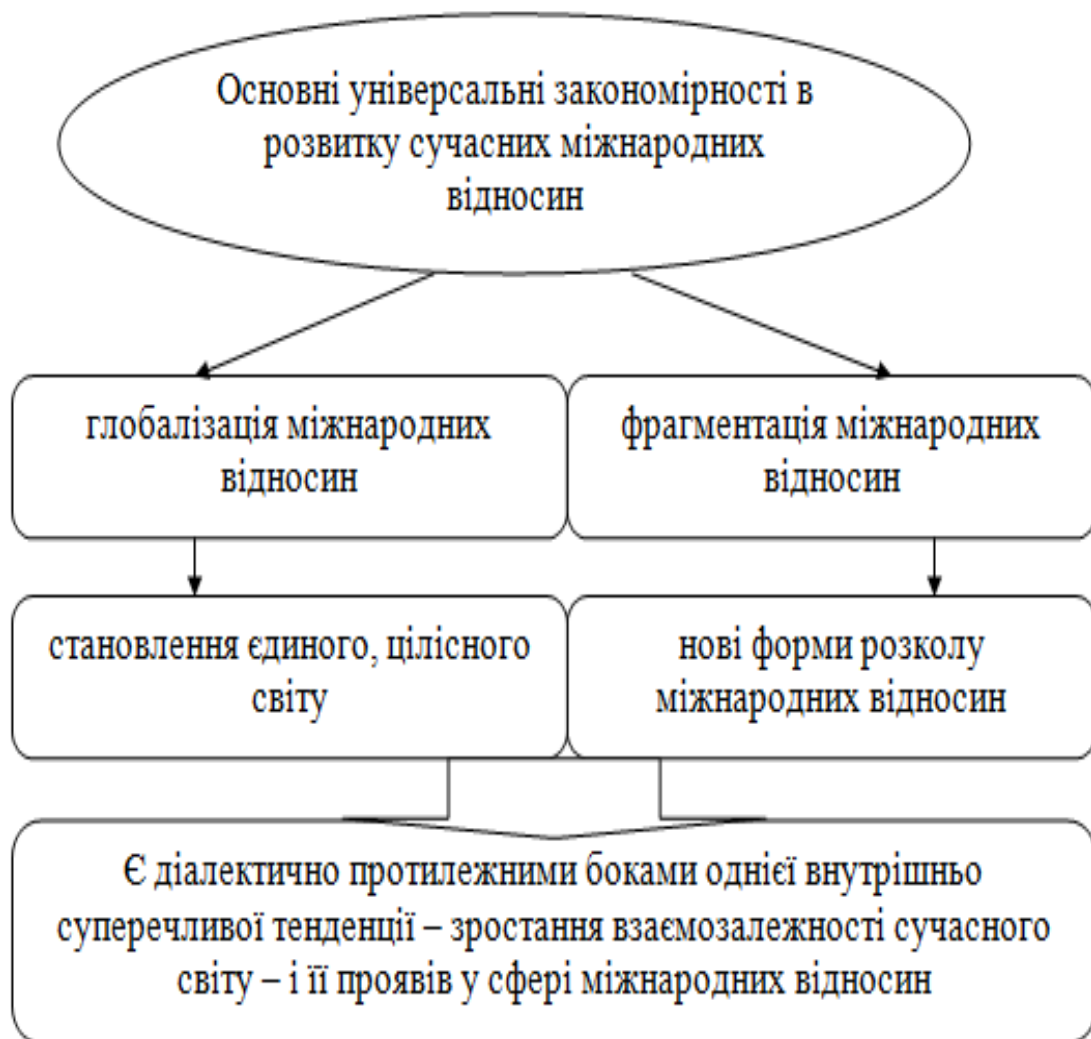 Основні універсальні закономірності в
розвитку сучасних міжнародних
відносин
глобалізація міжнародних
відносин
фрагментація міжнародних
відносин
становлення єдиного, цілісного
світу
нові форми розколу
міжнародних відносин
Є діалектично протилежними боками однієї внутрішньо
суперечливої тенденції – зростання взаємозалежності сучасного
світу – і її проявів у сфері міжнародних відносин